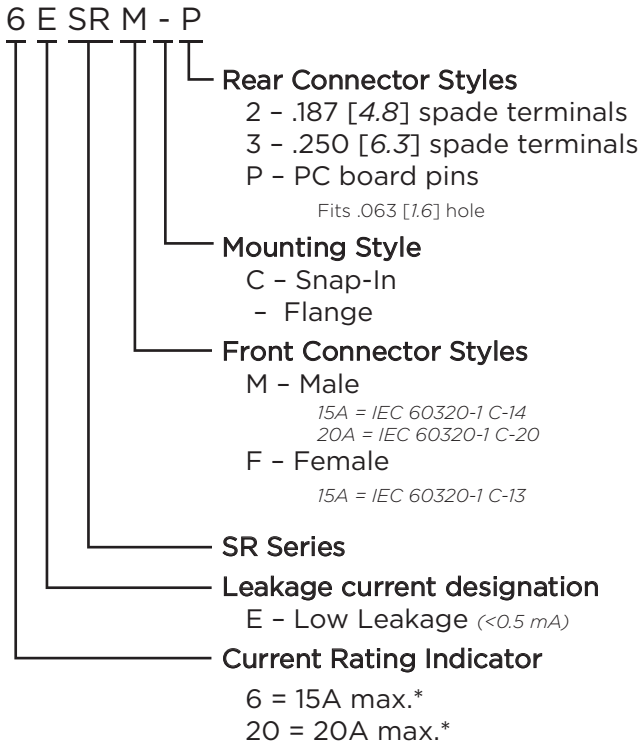 6 E SR M - P
Rear Connector Styles
2 – .187 [4.8] spade terminals
3 – .250 [6.3] spade terminals
P – PC board pins
Fits .063 [1.6] hole
Mounting Style
C – Snap-In
– Flange
Front Connector Styles
M – Male
15A = IEC 60320-1 C-14
20A = IEC 60320-1 C-20
F – Female
15A = IEC 60320-1 C-13
SR Series
Leakage current designation
E – Low Leakage (<0.5 mA)
Current Rating Indicator
6 = 15A max.*
20 = 20A max.*